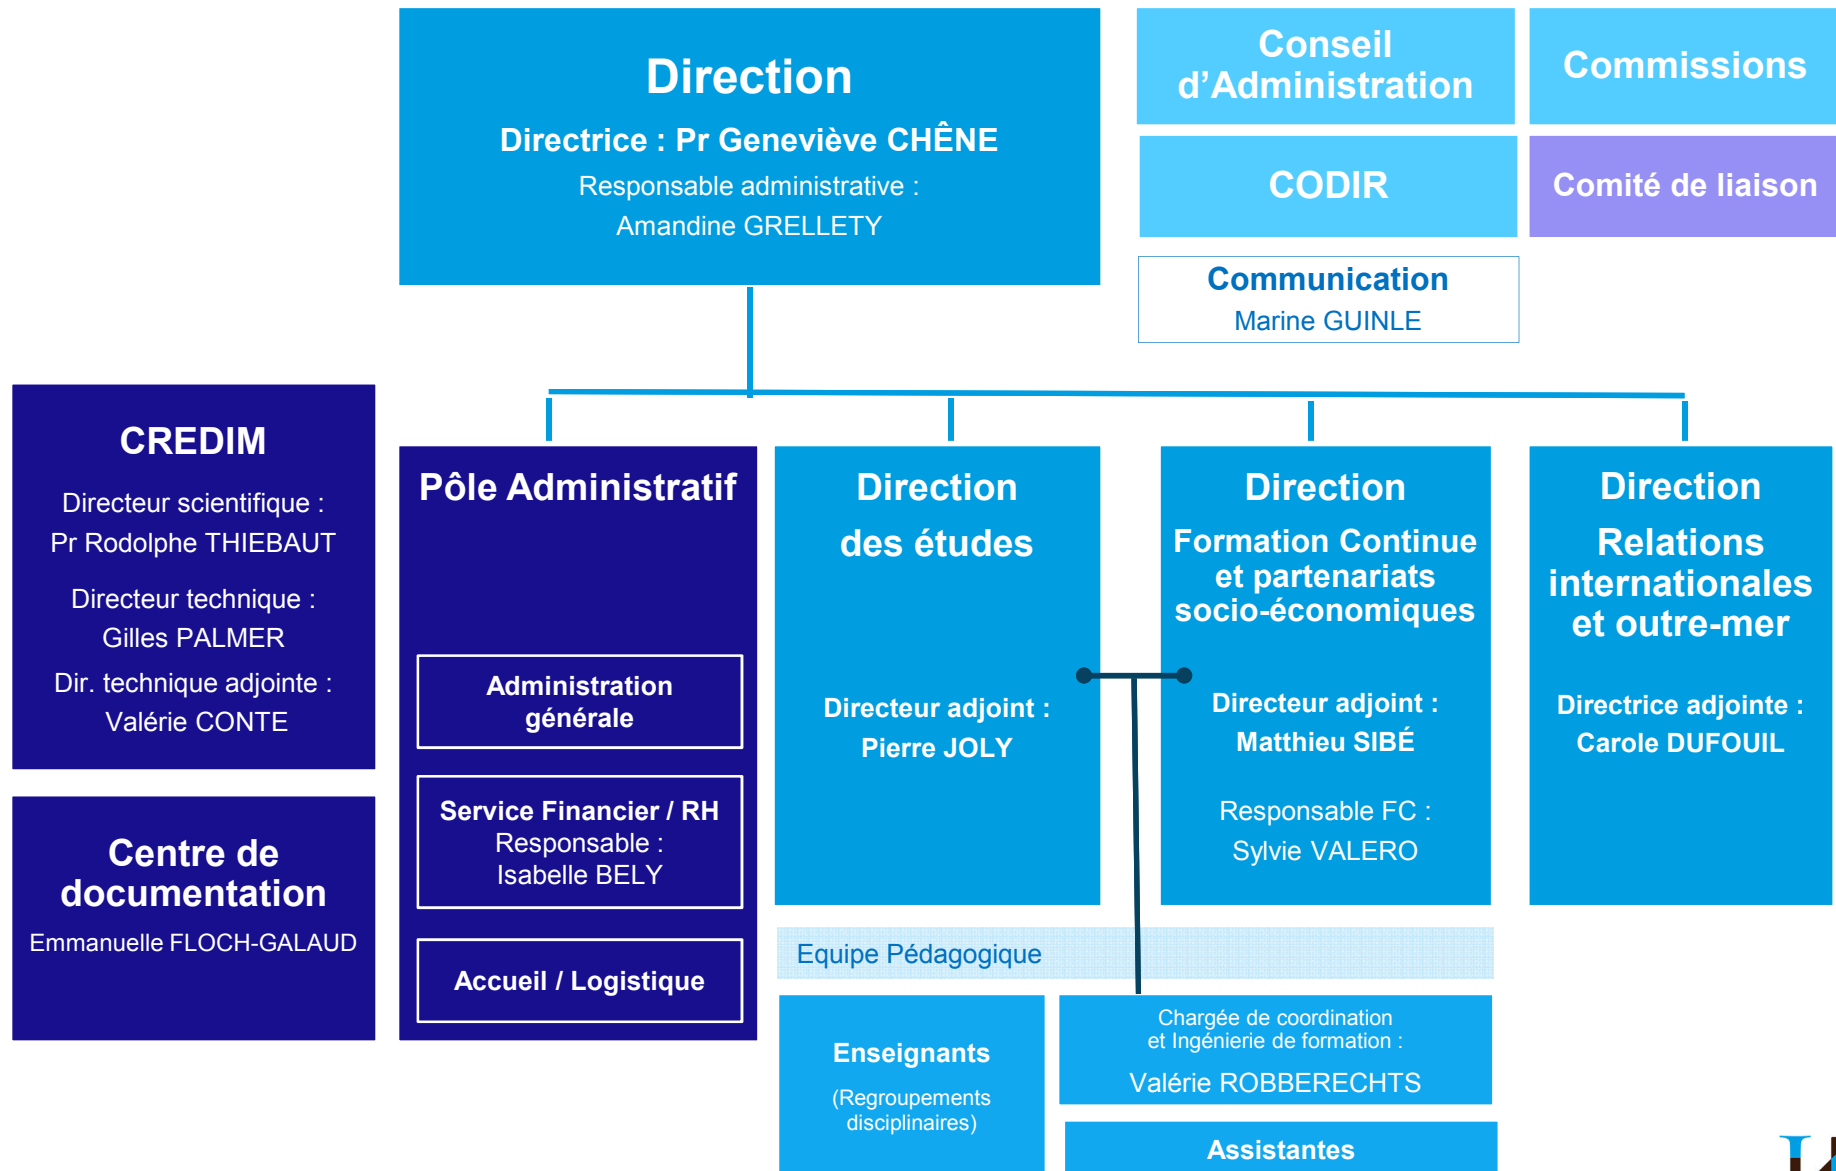 Direction
Directrice : Pr Geneviève CHÊNE
Responsable administrative :
Amandine GRELLETY
Conseil
d'Administration
Commissions
CODIR
Comité de liaison
Communication
Marine GUINLE
CREDIM
Directeur scientifique :
Pr Rodolphe THIEBAUT
Directeur technique :
Gilles PALMER
Dir. technique adjointe :
Valérie CONTE
Centre de
documentation
Emmanuelle FLOCH-GALAUD
Pôle Administratif
Administration
générale
Service Financier / RH
Responsable :
Isabelle BELY
Accueil / Logistique
Direction
des études
Directeur adjoint :
Pierre JOLY
Direction
Formation Continue
et partenariats
socio-économiques
Directeur adjoint :
Matthieu SIBÉ
Responsable FC :
Sylvie VALERO
Direction
Relations
internationales
et outre-mer
Directrice adjointe :
Carole DUFOUIL
Equipe Pédagogique
Enseignants
(Regroupements
disciplinaires)
Chargée de coordination
et Ingénierie de formation :
Valérie ROBBERECHTS
Assistantes